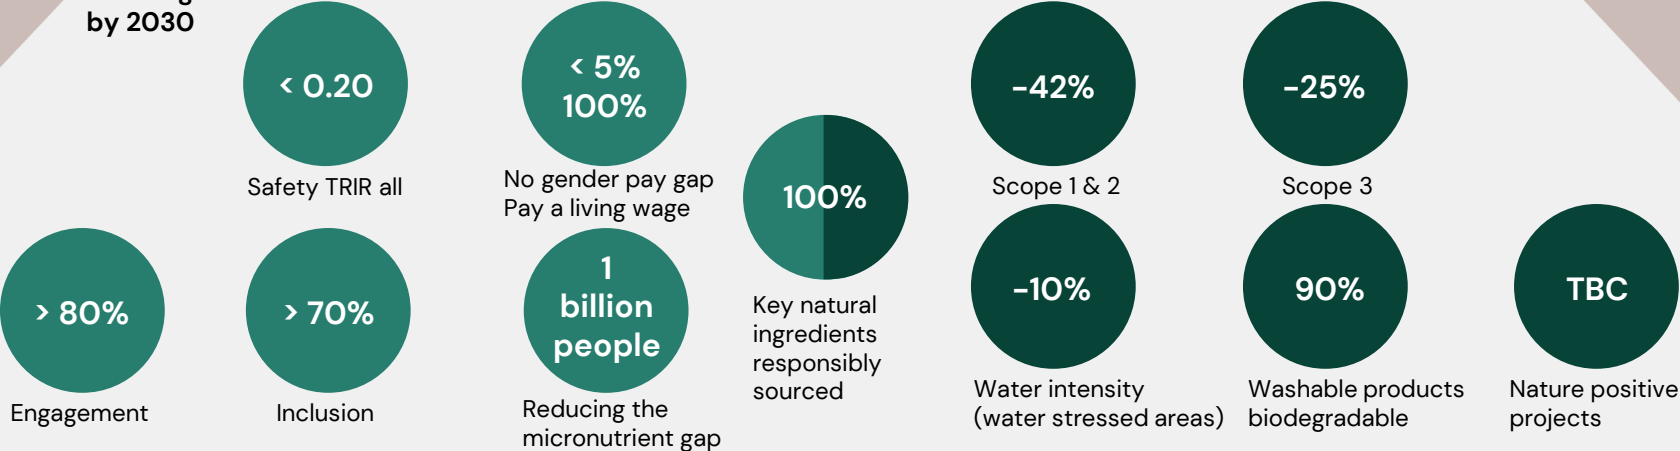 by 2030
< 0.20
Safety TRIR all
< 5%
100%
No gender pay gap
Pay a living wage
> 80%
Engagement
> 70%
Inclusion
1
billion
people
Reducing the
micronutrient gap
100%
Key natural
ingredients
responsibly
sourced
-42%
Scope 1 & 2
-25%
Scope 3
-10%
Water intensity
(water stressed areas)
90%
Washable products
biodegradable
TBC
Nature positive
projects